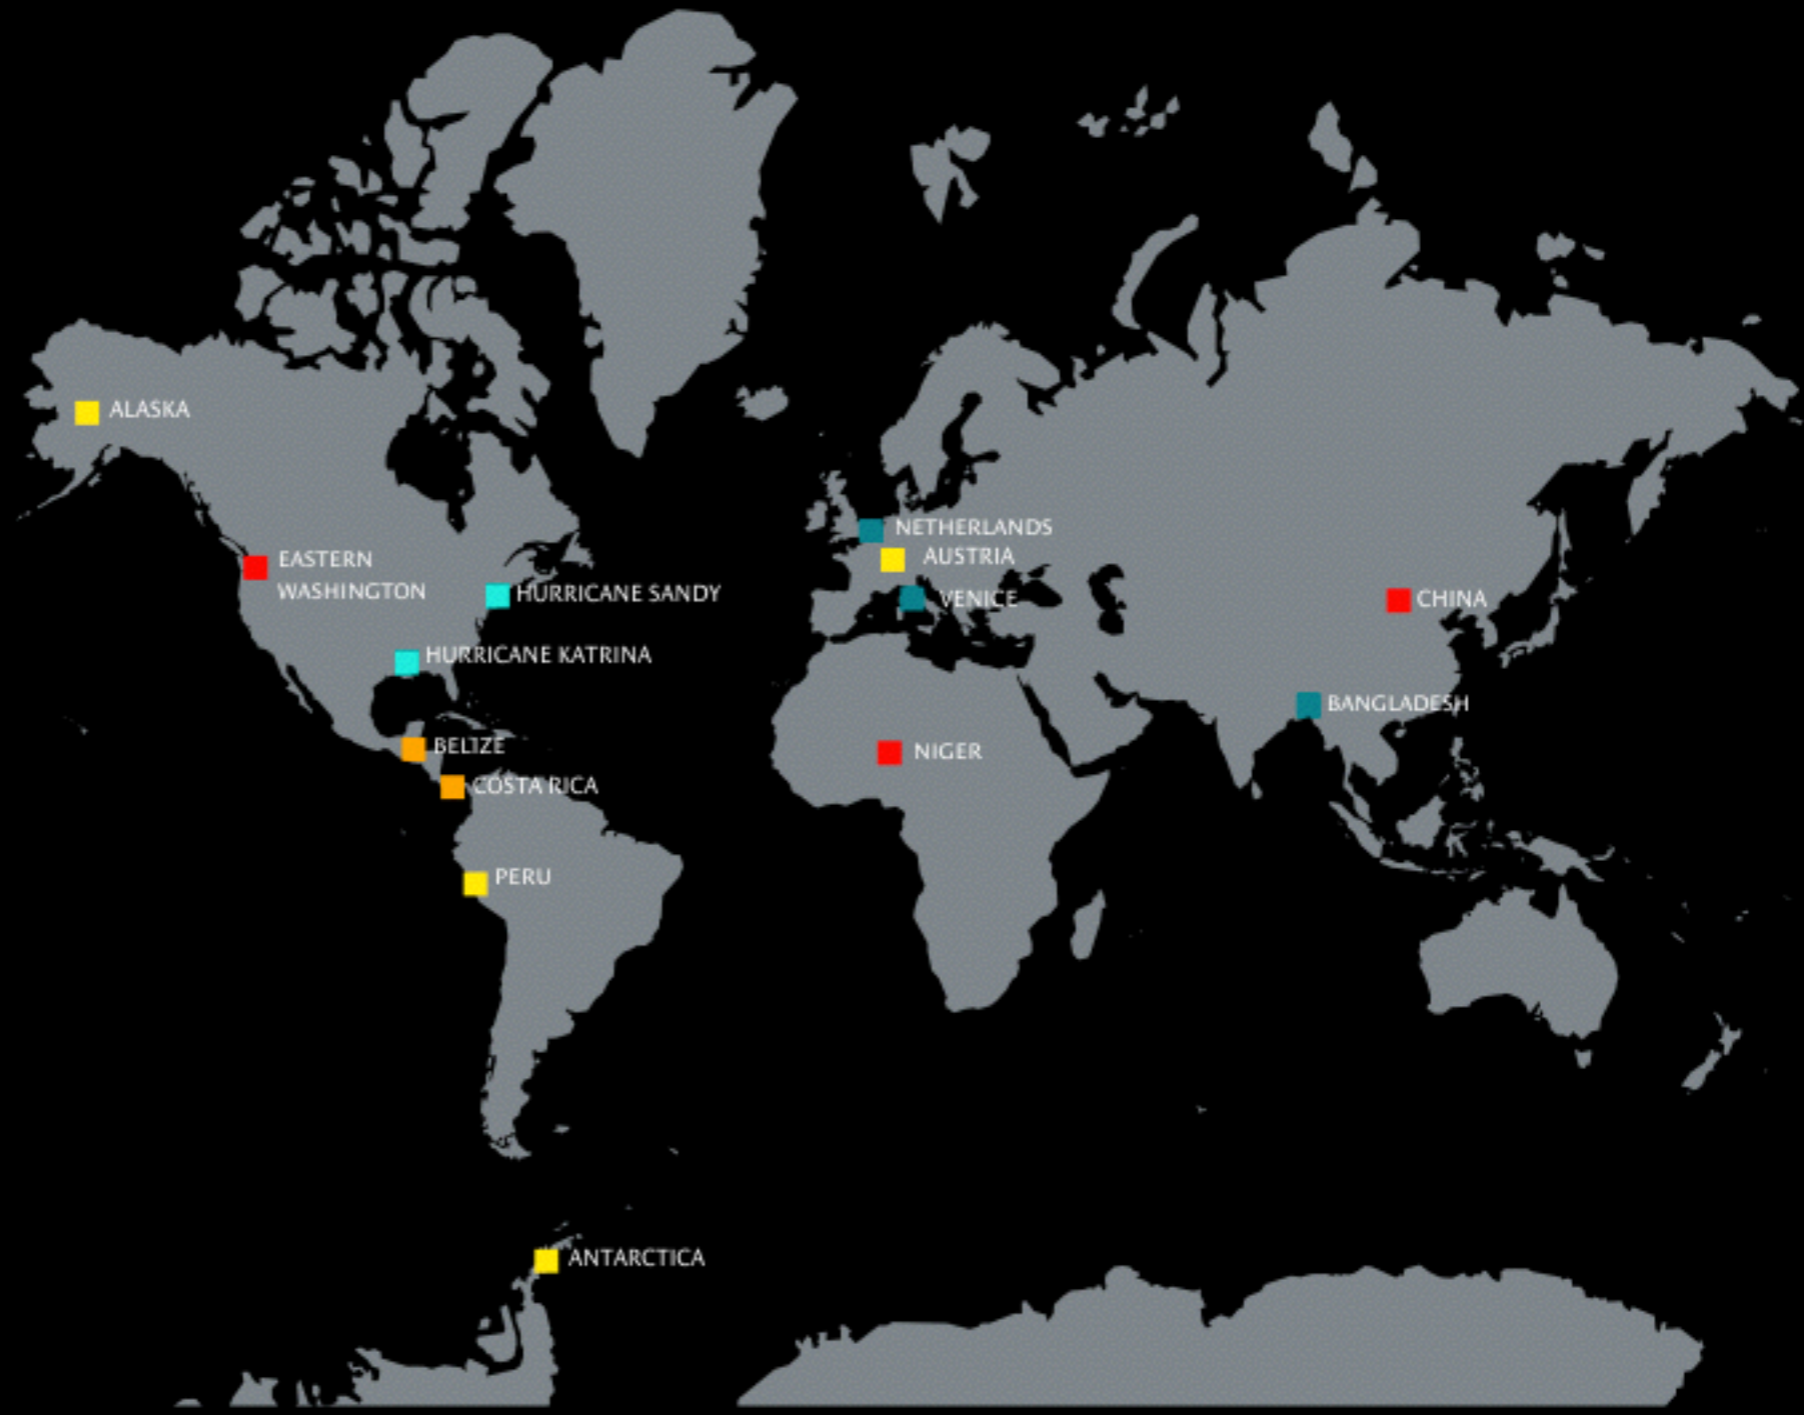 ALASKA
NETHERLANDS
AUSTRIA
EASTERN
WASHINGTON
HURRICANE SANDY
VENICE
CHINA
HURRICANE KATRINA
BANGLADESH
BELIZE
NIGER
COSTA RICA
PERU
ANTARCTICA